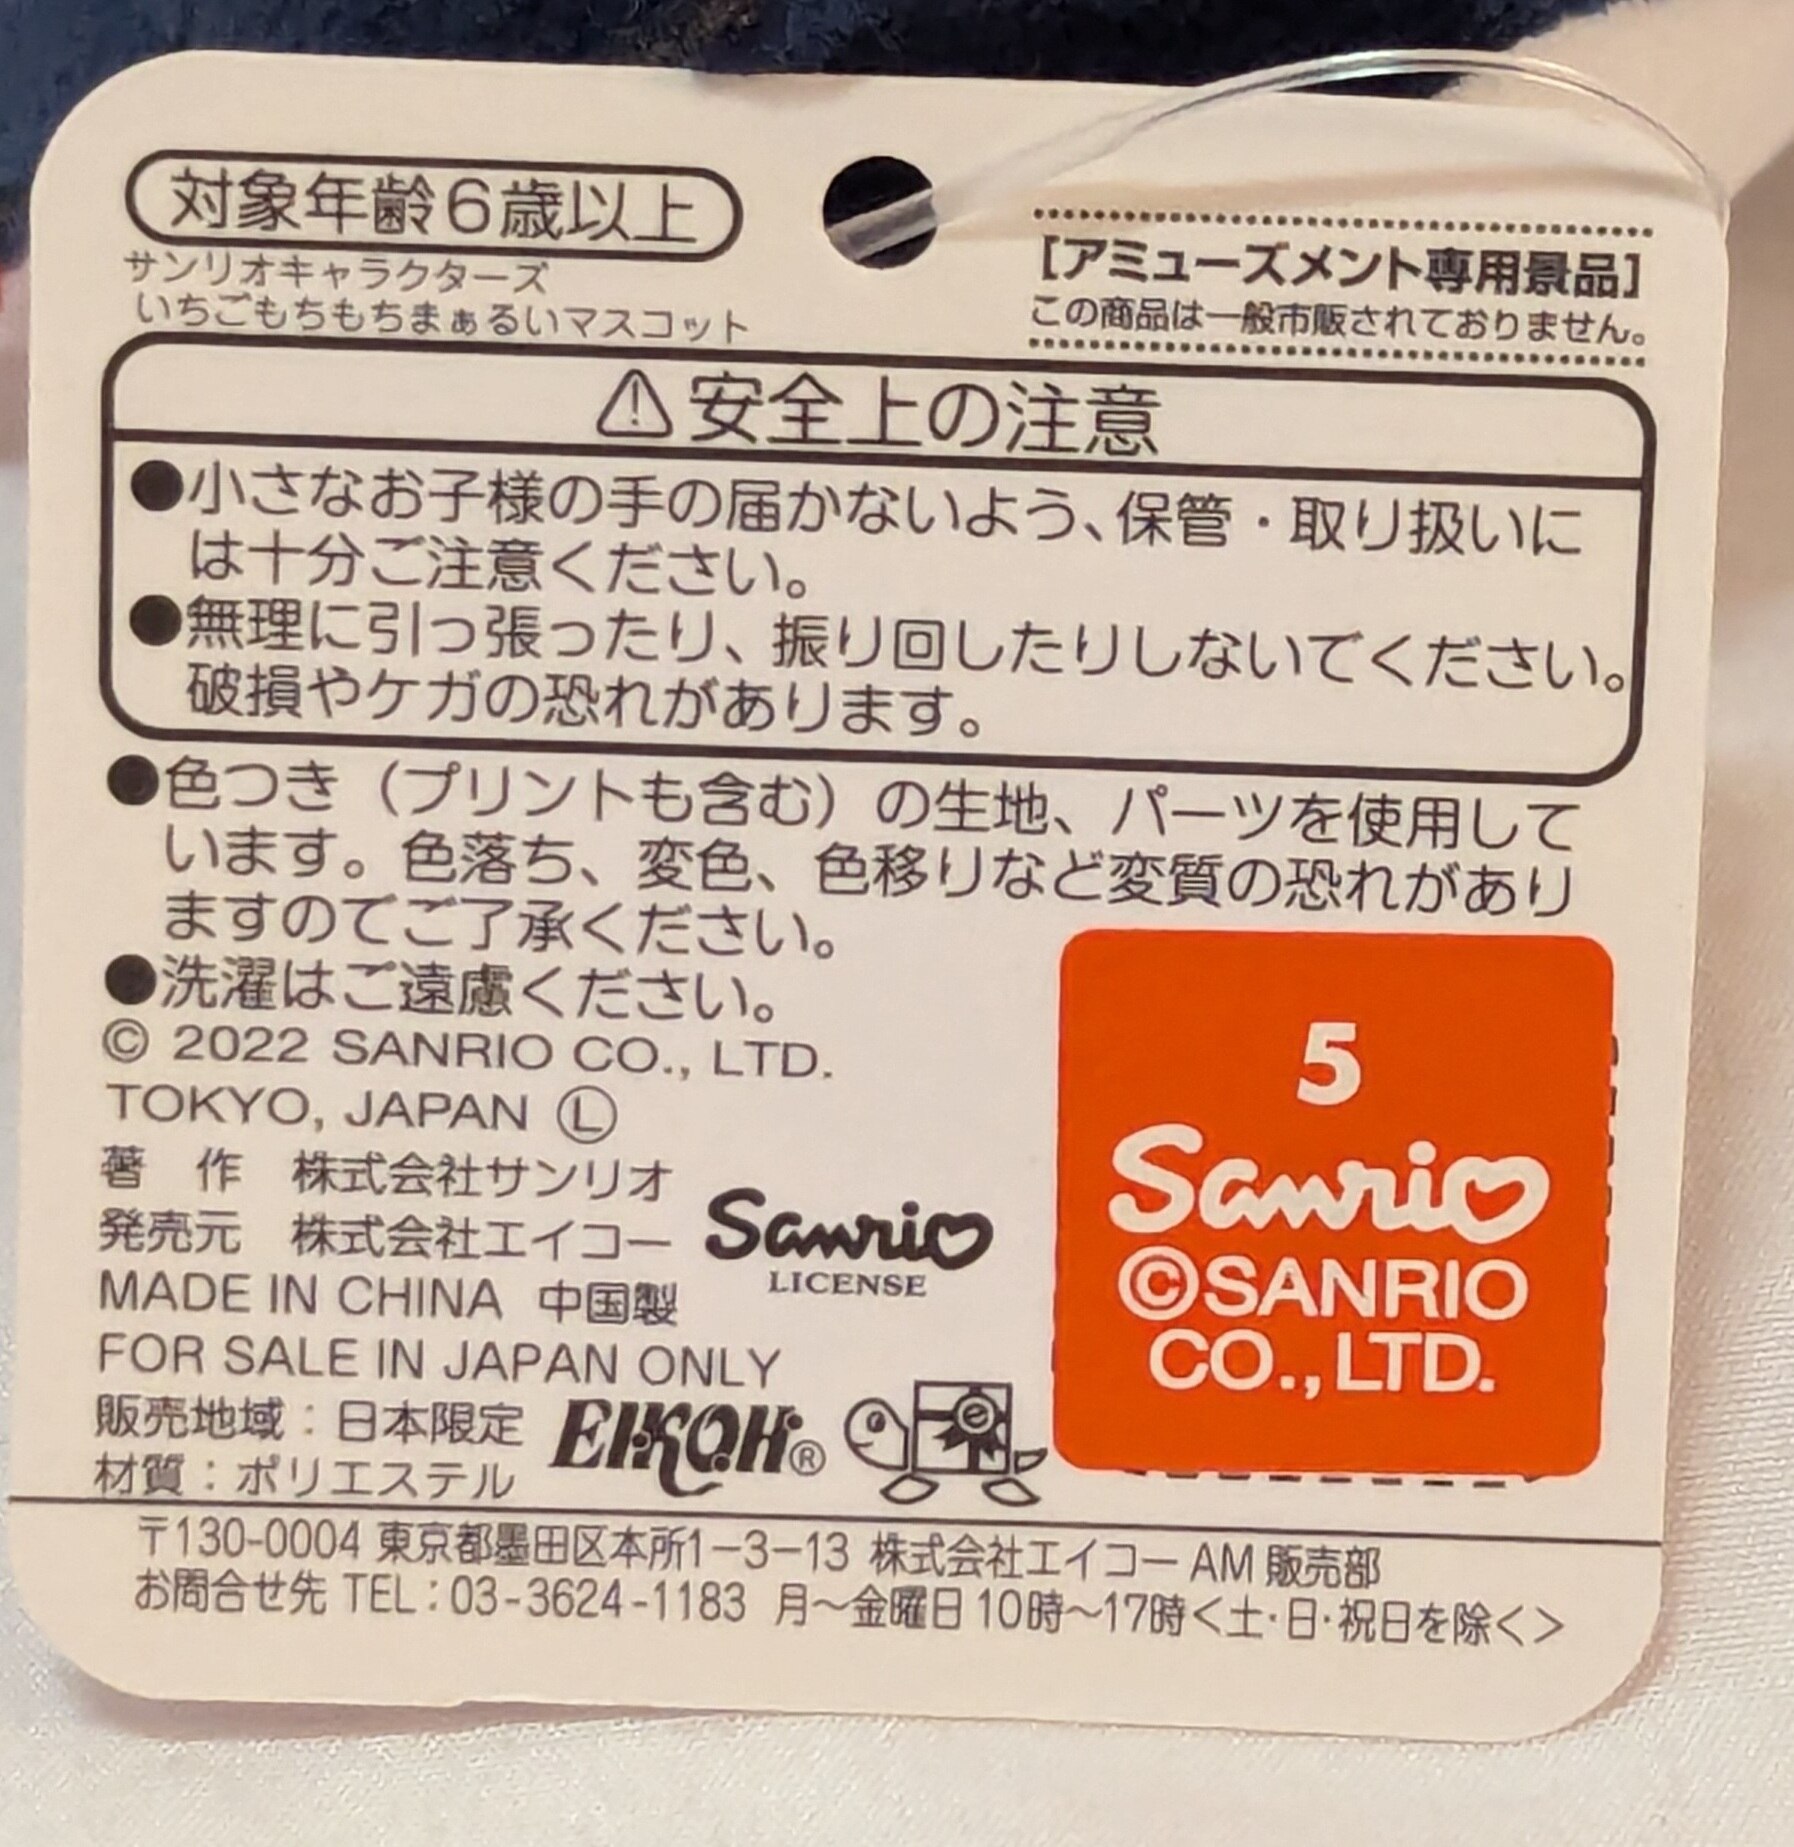 対象年齢6歳以上
サンリオキャラクターズ
いちごもちもちまぁるいマスコット
[アミューズメント専用景品]
この商品は一般市販されておりません。
⚠安全上の注意
●小さなお子様の手の届かないよう、保管・取り扱いに
は十分ご注意ください。
●無理に引っ張ったり、振り回したりしないでください。
破損やケガの恐れがあります。
●色つき（プリントも含む）の生地、パーツを使用して
います。色落ち、変色、色移りなど変質の恐れがあり
ますのでご了承ください。
●洗濯はご遠慮ください。
© 2022 SANRIO CO., LTD.
TOKYO, JAPAN Ⓛ
著 作 株式会社サンリオ
発売元 株式会社エイコー
Sanrio
LICENSE
MADE IN CHINA 中国製
FOR SALE IN JAPAN ONLY
販売地域：日本限定
材質：ポリエステル
EIKOH®
e
5
Sanrio
©SANRIO
CO., LTD.
〒130-0004 東京都墨田区本所1−3−13 株式会社エイコー AM 販売部
お問合せ先 TEL：03-3624-1183 月～金曜日10時～17時＜土・日・祝日を除く＞